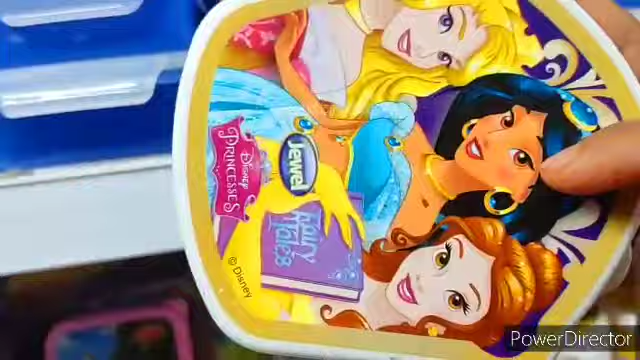 Disney
PRINCESSES
Jewel
Fairy
Tales
© Disney
PowerDirector